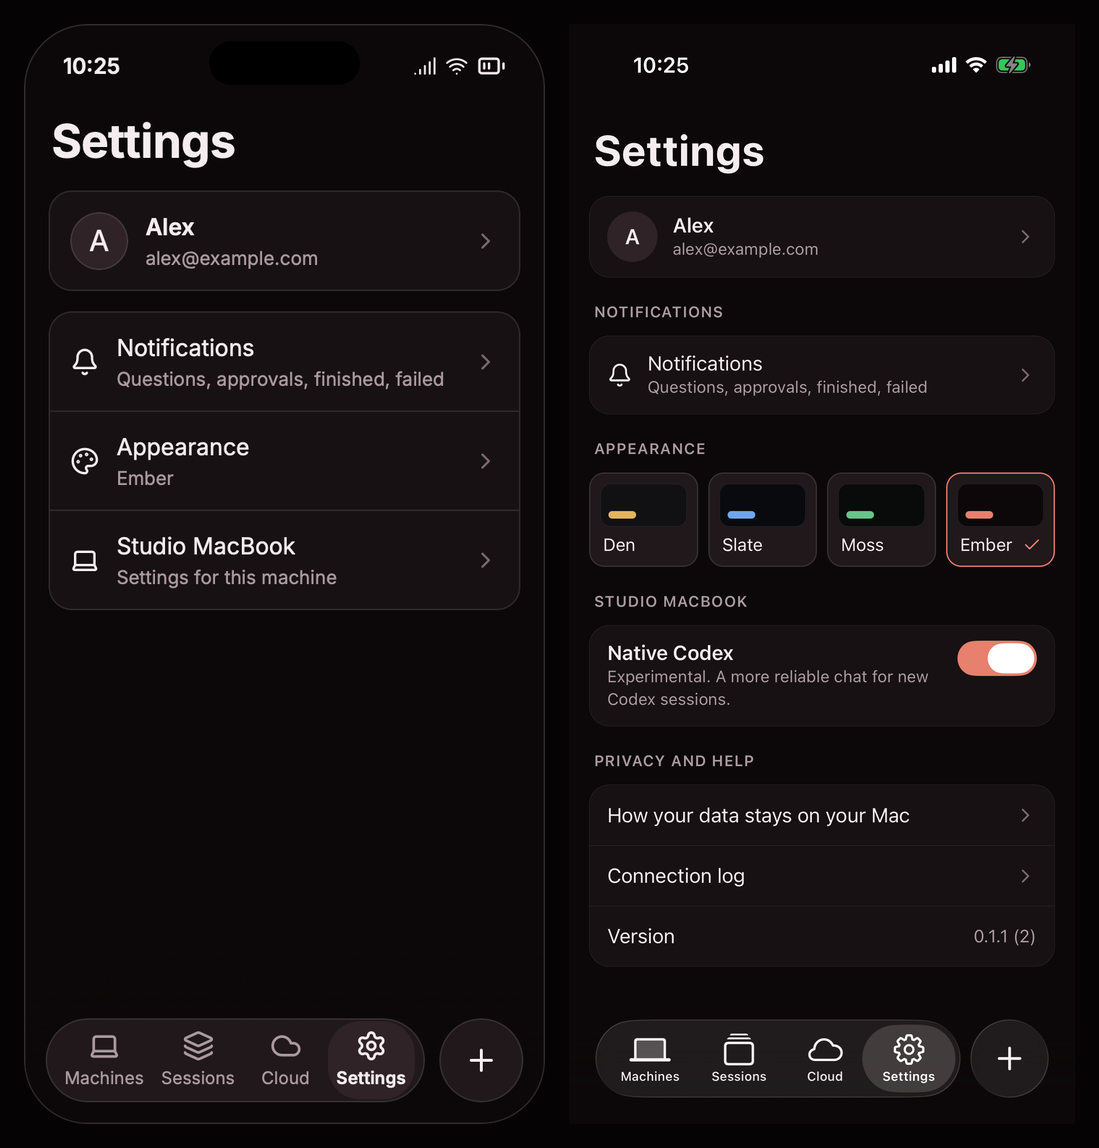 10:25
Settings
A
Alex
alex@example.com
Notifications
Questions, approvals, finished, failed
Appearance
Ember
Studio MacBook
Settings for this machine
Machines
Sessions
Cloud
Settings
10:25
Settings
A
Alex
alex@example.com
NOTIFICATIONS
Notifications
Questions, approvals, finished, failed
APPEARANCE
Den
Slate
Moss
Ember
STUDIO MACBOOK
Native Codex
Experimental. A more reliable chat for new
Codex sessions.
PRIVACY AND HELP
How your data stays on your Mac
Connection log
Version
0.1.1 (2)
Machines
Sessions
Cloud
Settings